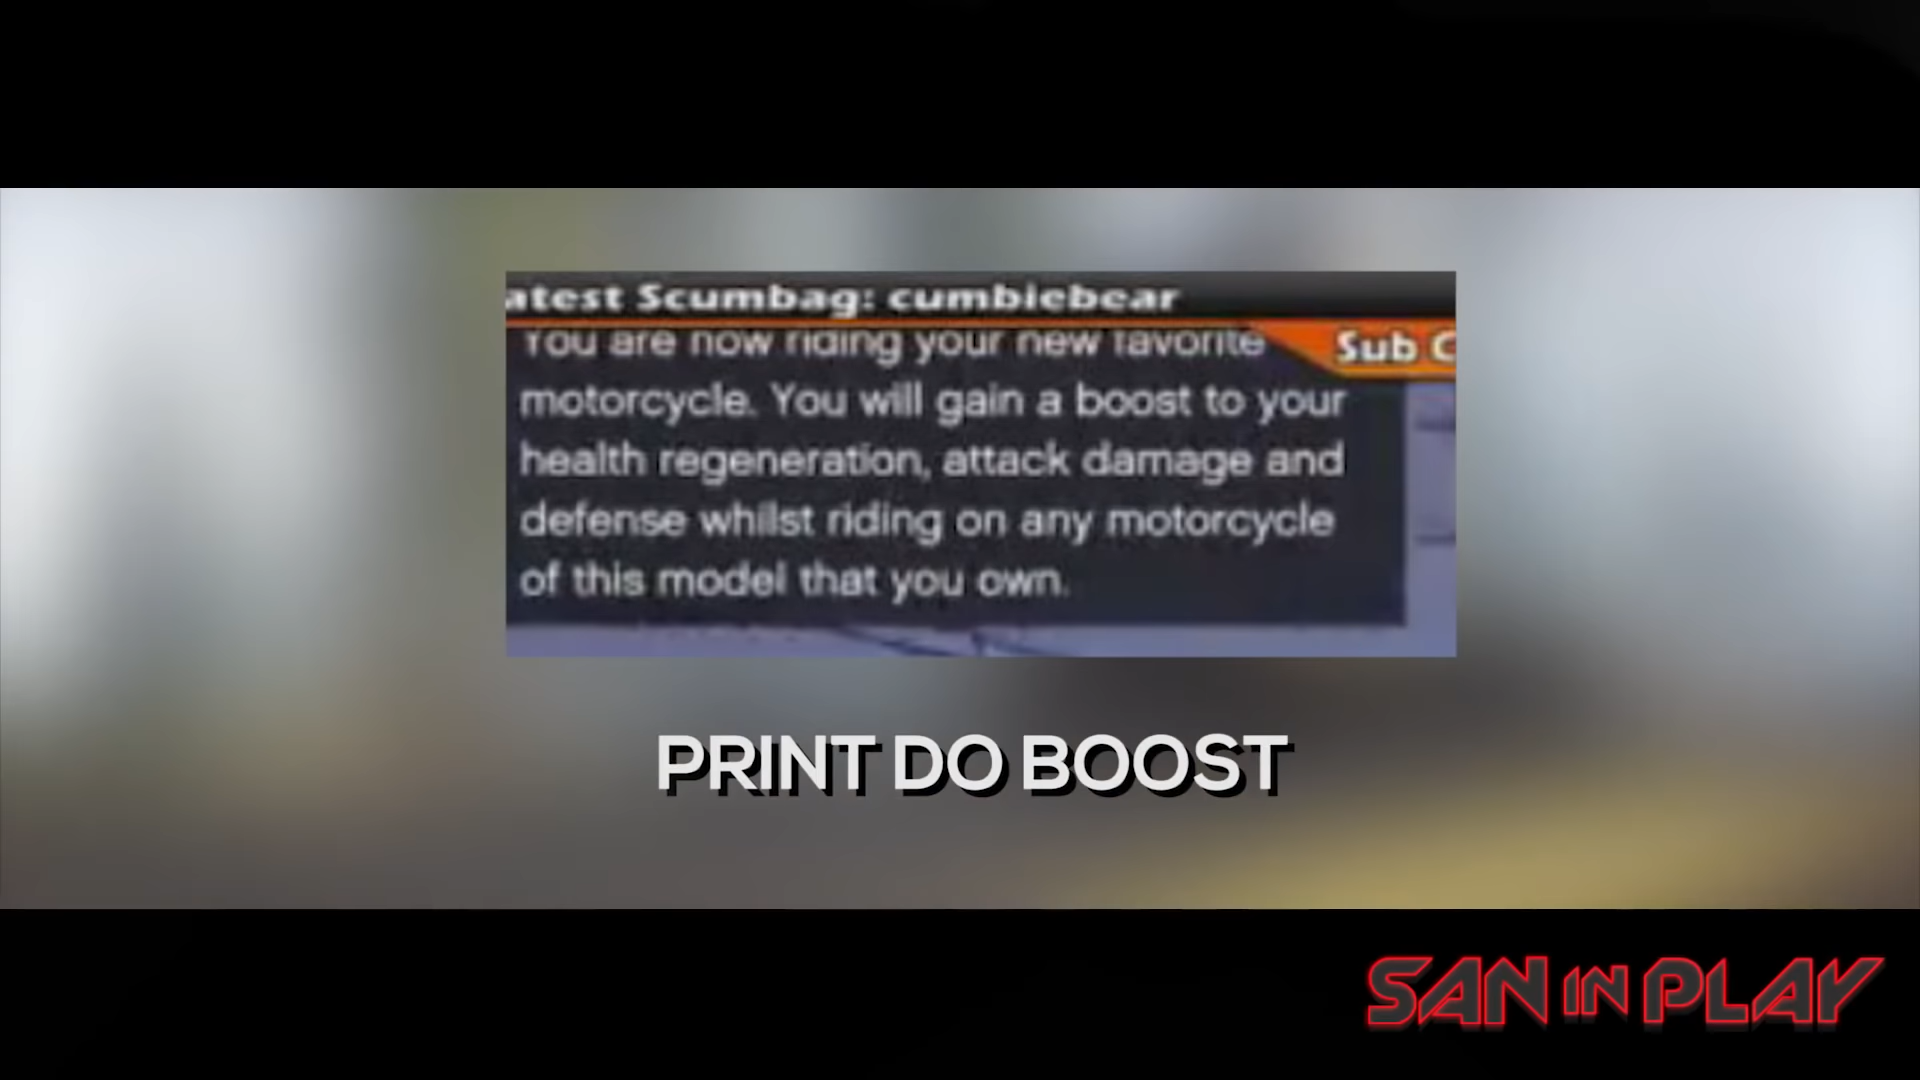 atest Scumbag: cumbiebear
You are now riding your new favorite
Sub C
motorcycle. You will gain a boost to your
health regeneration, attack damage and
defense whilst riding on any motorcycle
of this model that you own.
PRINT DO BOOST
SAN IN PLAY